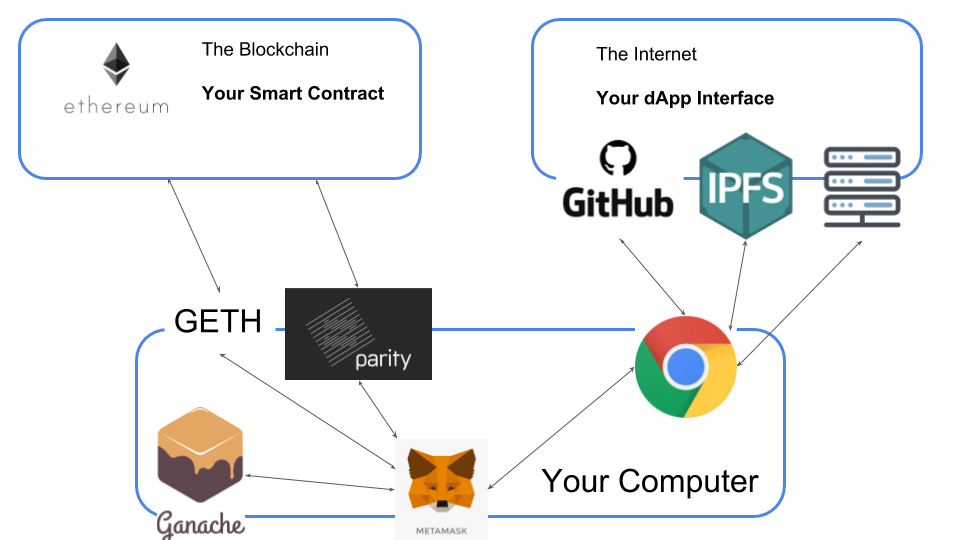 The Blockchain
Your Smart Contract
ethereum
The Internet
Your dApp Interface
GitHub
IPFS
GETH
parity
Your Computer
Ganache
METAMASK